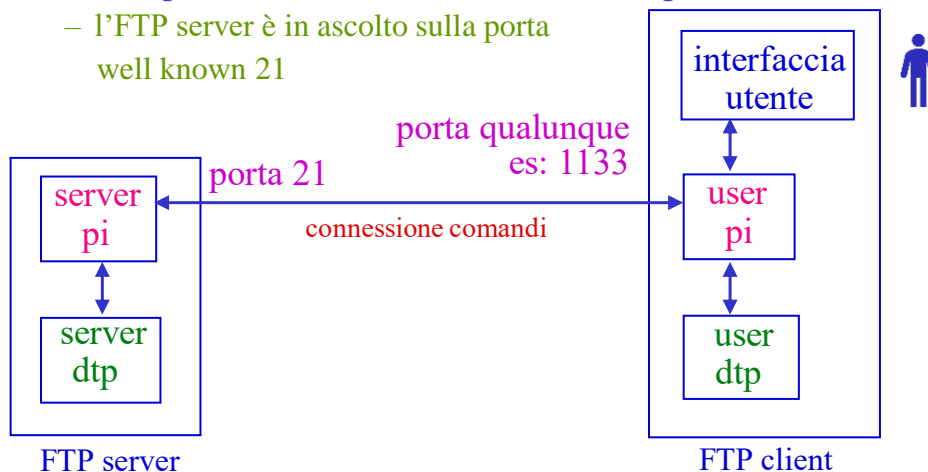 – l'FTP server è in ascolto sulla porta
well known 21
interfaccia
utente
porta qualunque
es: 1133
porta 21
server
pi
connessione comandi
user
pi
server
dtp
user
dtp
FTP server
FTP client